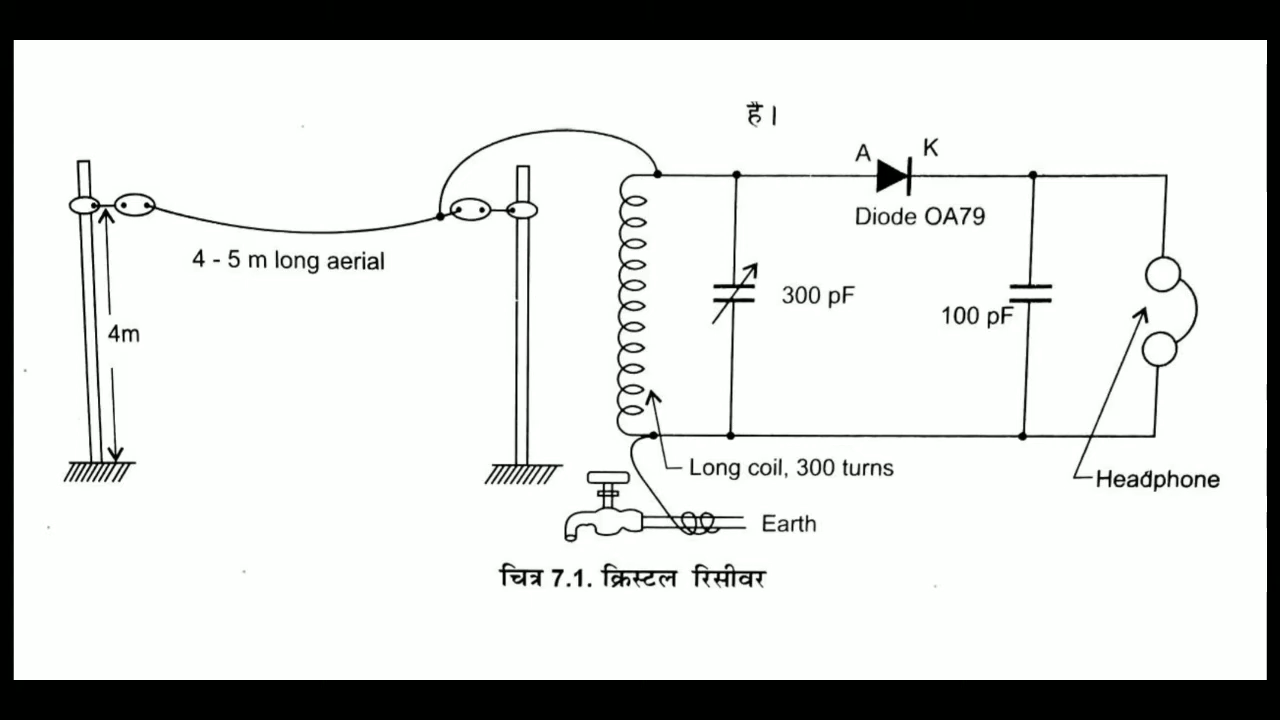 है।
A
K
Diode OA79
4 - 5 m long aerial
300 pF
100 pF
4m
Long coil, 300 turns
Headphone
Earth
चित्र 7.1. क्रिस्टल रिसीवर